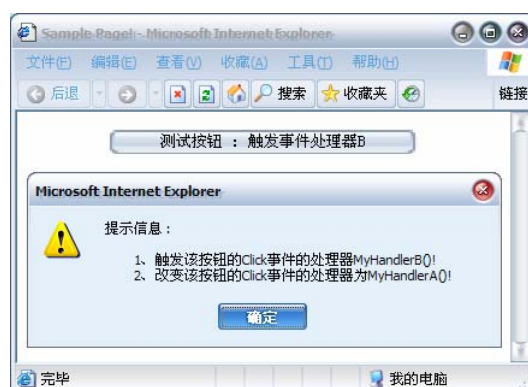 Sample Page! - Microsoft Internet Explorer
文件(F) 编辑(E) 查看(V) 收藏(A) 工具(T) 帮助(H)
后退 搜索 收藏夹 链接
测试按钮 : 触发事件处理器B
Microsoft Internet Explorer
提示信息 :
1、触发该按钮的Click事件的处理器MyHandlerB()!
2、改变该按钮的Click事件的处理器为MyHandlerA()!
确定
完毕 我的电脑